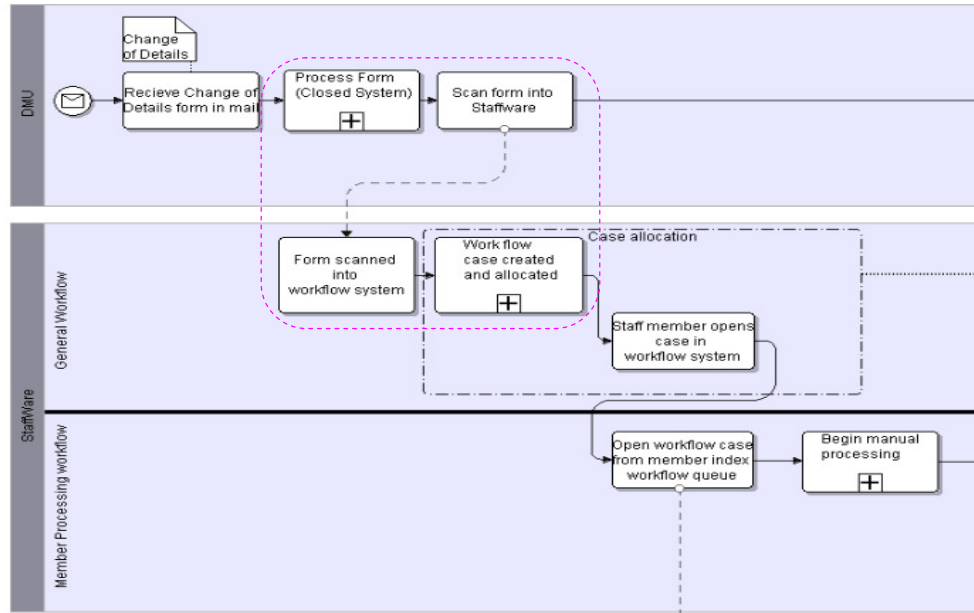 Change
of Details
Recieve Change of
Details form in mail
Process Form
(Closed System)
Scan form into
Staffware
DMU
Case allocation
Form scanned
into
workflow system
Work flow
case created
and allocated
Staff member opens
case in
workflow system
General Workflow
StaffWare
Open workflow case
from member index
workflow queue
Begin manual
processing
Member Processing workflow